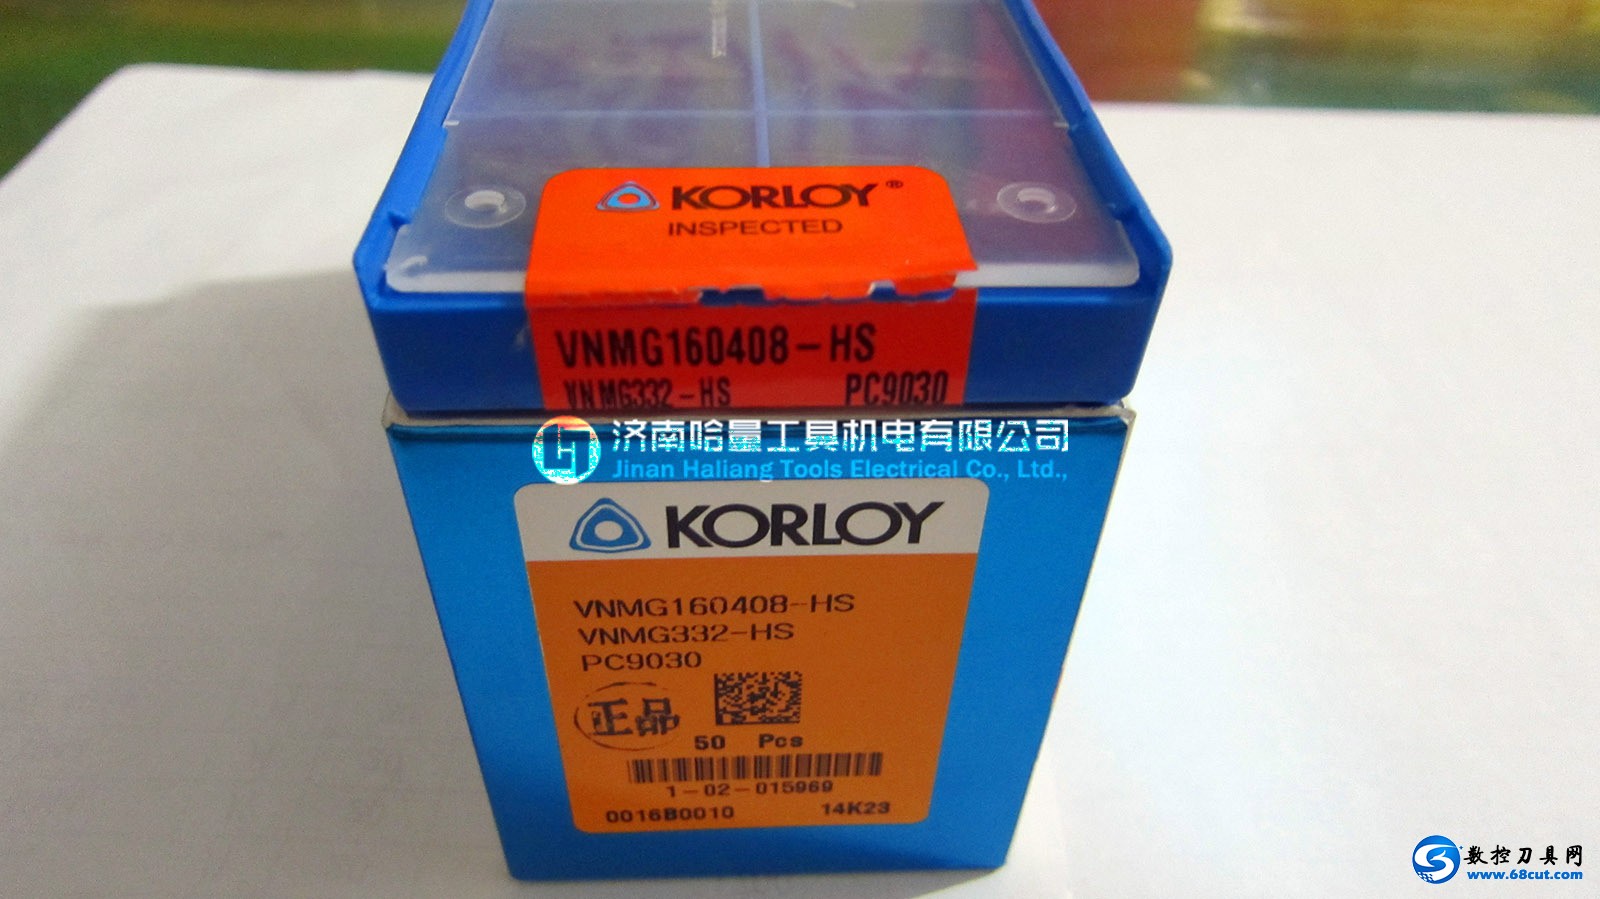 KORLOY®
INSPECTED
VNMG160408-HS
VNMG332-HS PC9030
济南哈量工具机电有限公司
Jinan Haliang Tools Electrical Co., Ltd.,
KORLOY
VNMG160408-HS
VNMG332-HS
PC9030
正品
50 Pcs
1-02-015969
0016B0010 14K23
数控刀具网
www.68cut.com